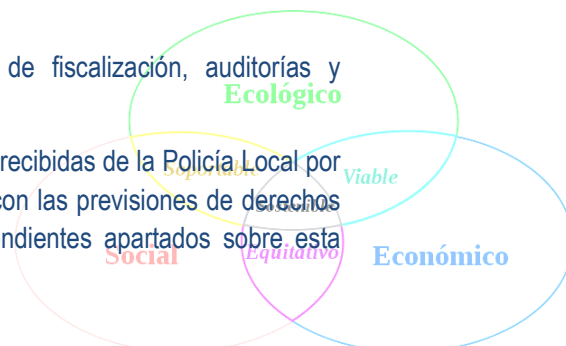 de fiscalización, auditorías y
Ecológico
recibidas de la Policía Local por
Soportable
Viable
con las previsiones de derechos
Sostenible
ndientes apartados sobre esta
Social
Equitativo
Económico